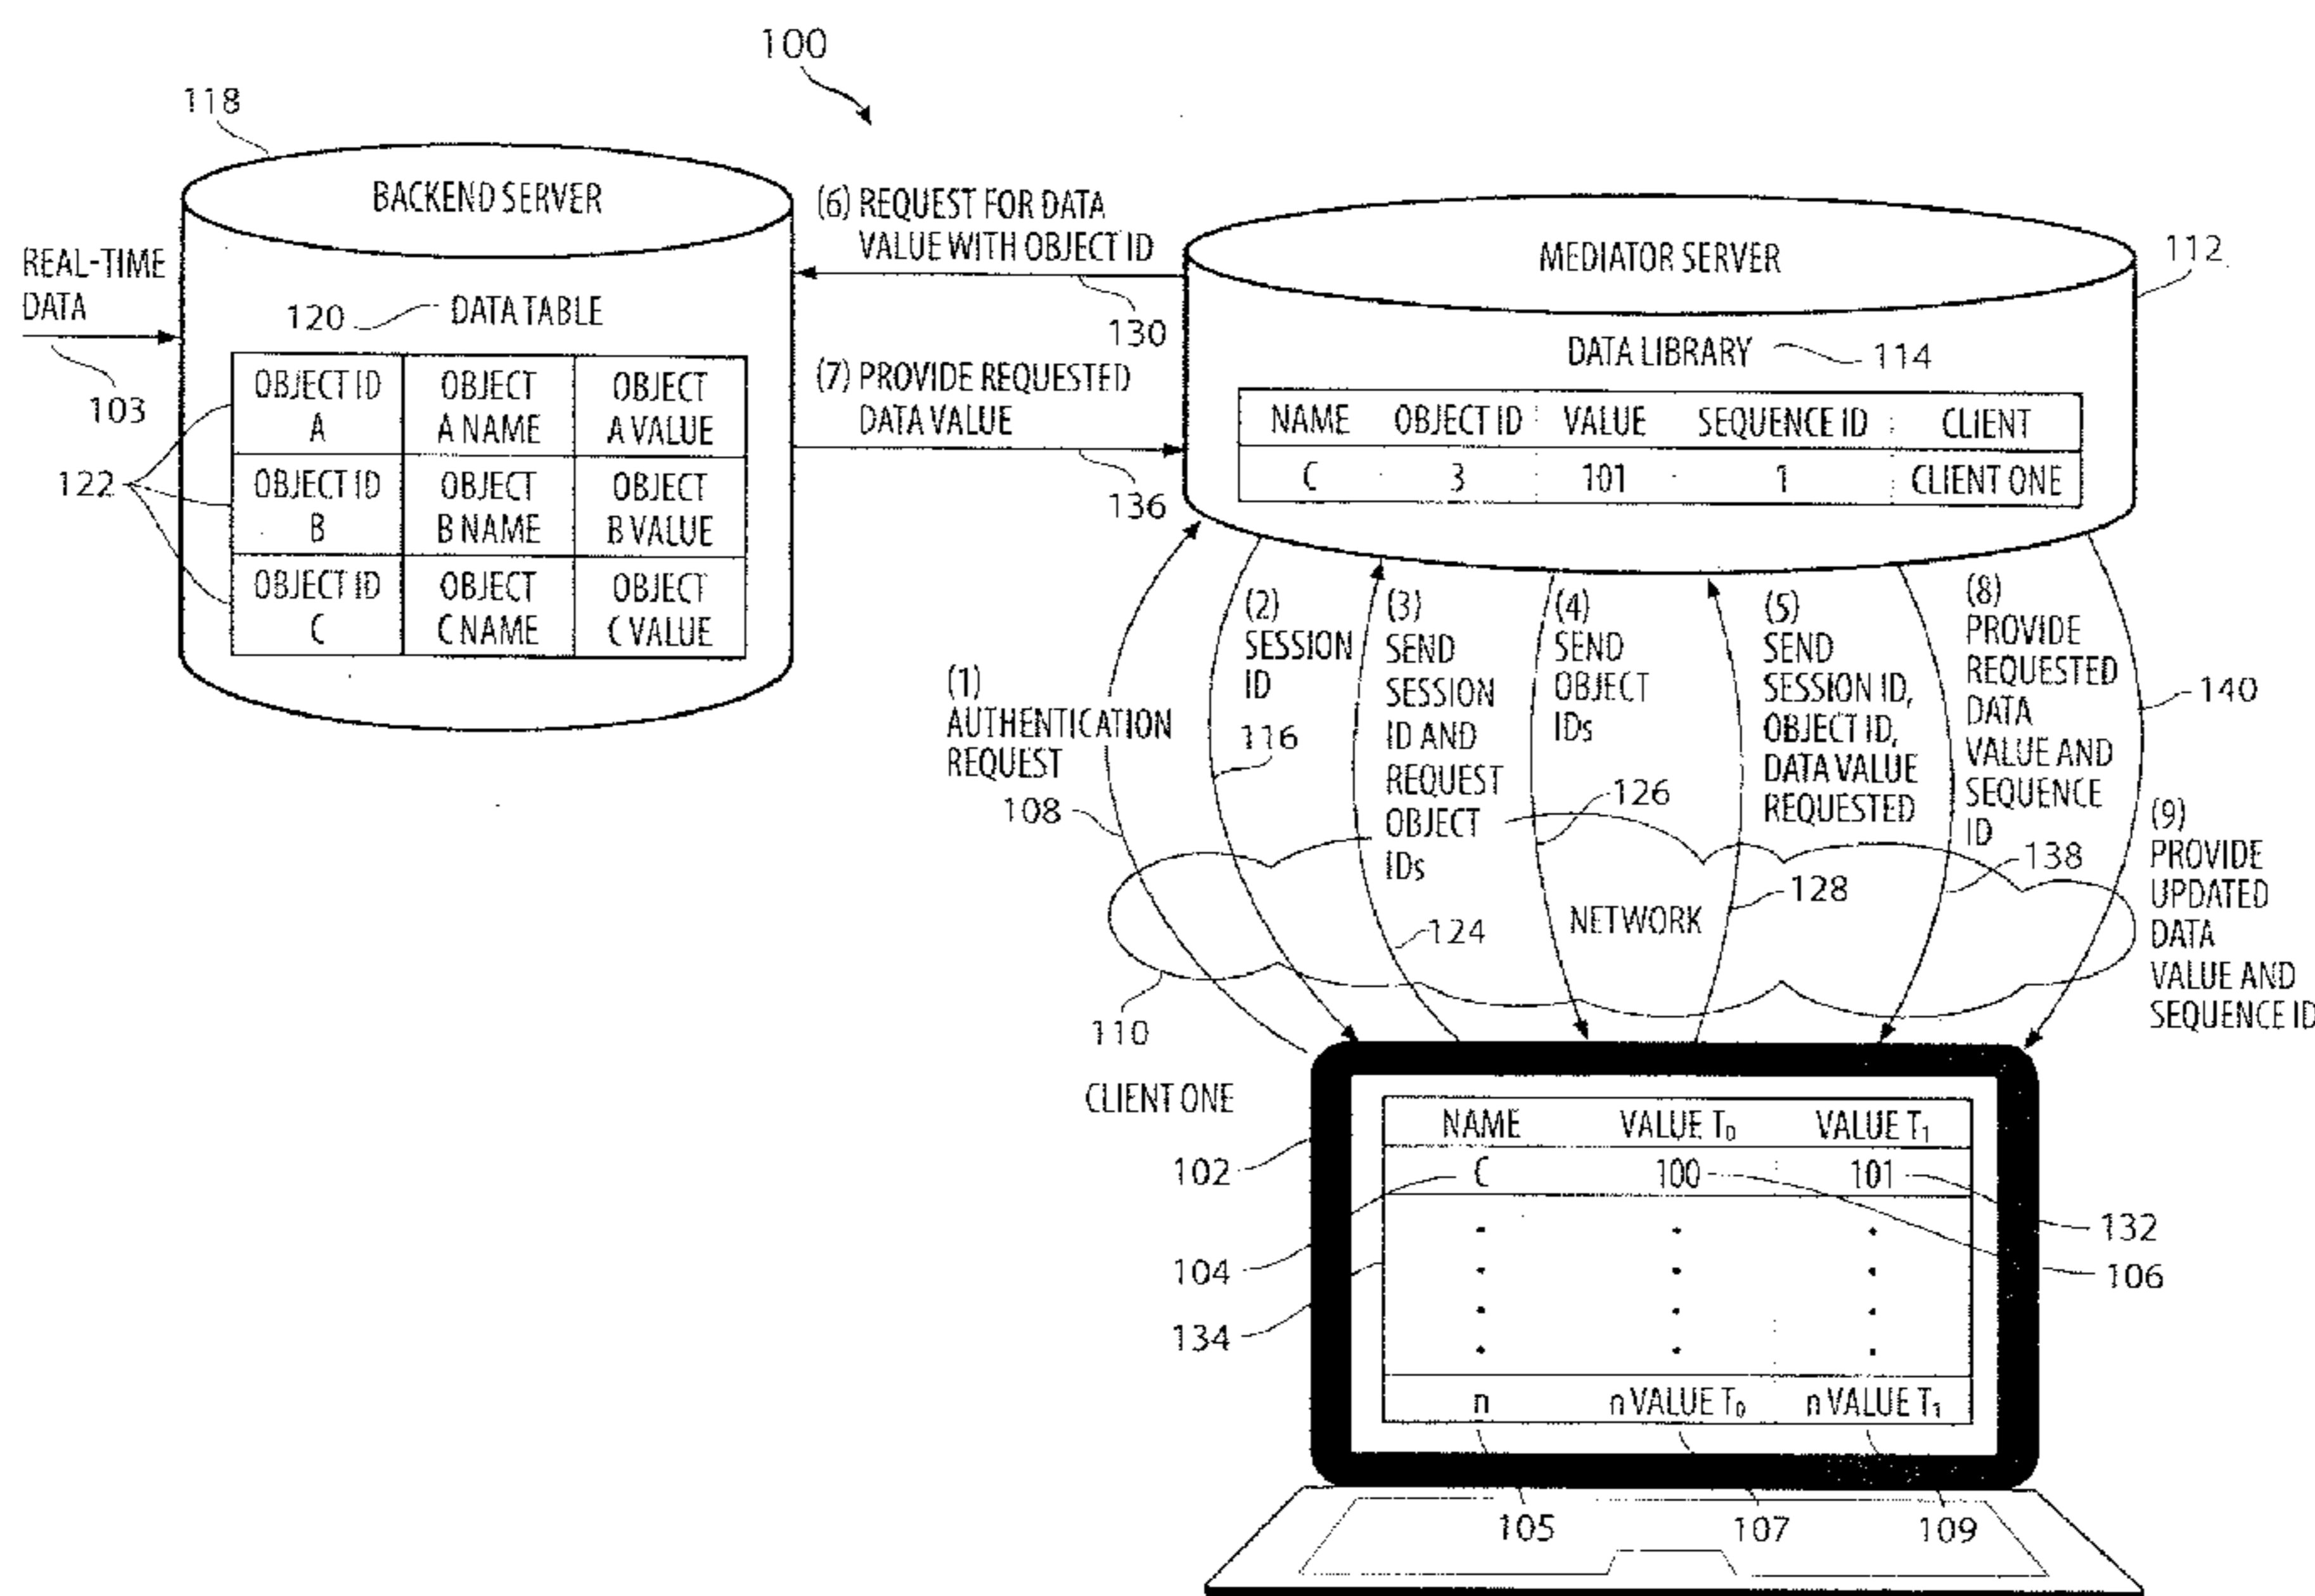 100
118
BACKEND SERVER
REAL-TIME
DATA
103
120
DATA TABLE
OBJECT ID
A
OBJECT
A NAME
OBJECT
A VALUE
122
OBJECT ID
B
OBJECT
B NAME
OBJECT
B VALUE
OBJECT ID
C
OBJECT
C NAME
OBJECT
C VALUE
(6) REQUEST FOR DATA
VALUE WITH OBJECT ID
130
(7) PROVIDE REQUESTED
DATA VALUE
136
MEDIATOR SERVER
112
DATA LIBRARY
114
NAME OBJECT ID VALUE SEQUENCE ID CLIENT
C 3 101 1 CLIENT ONE
(1)
AUTHENTICATION
REQUEST
108
(2)
SESSION
ID
116
(3)
SEND
SESSION
ID AND
REQUEST
OBJECT
IDs
124
(4)
SEND
OBJECT
IDs
126
(5)
SEND
SESSION ID,
OBJECT ID,
DATA VALUE
REQUESTED
128
(8)
PROVIDE
REQUESTED
DATA
VALUE AND
SEQUENCE
ID
138
140
(9)
PROVIDE
UPDATED
DATA
VALUE AND
SEQUENCE ID
NETWORK
110
CLIENT ONE
102
104
134
NAME VALUE T₀ VALUE T₁
C 100 101
n n VALUE T₀ n VALUE T₁
132
106
105
107
109